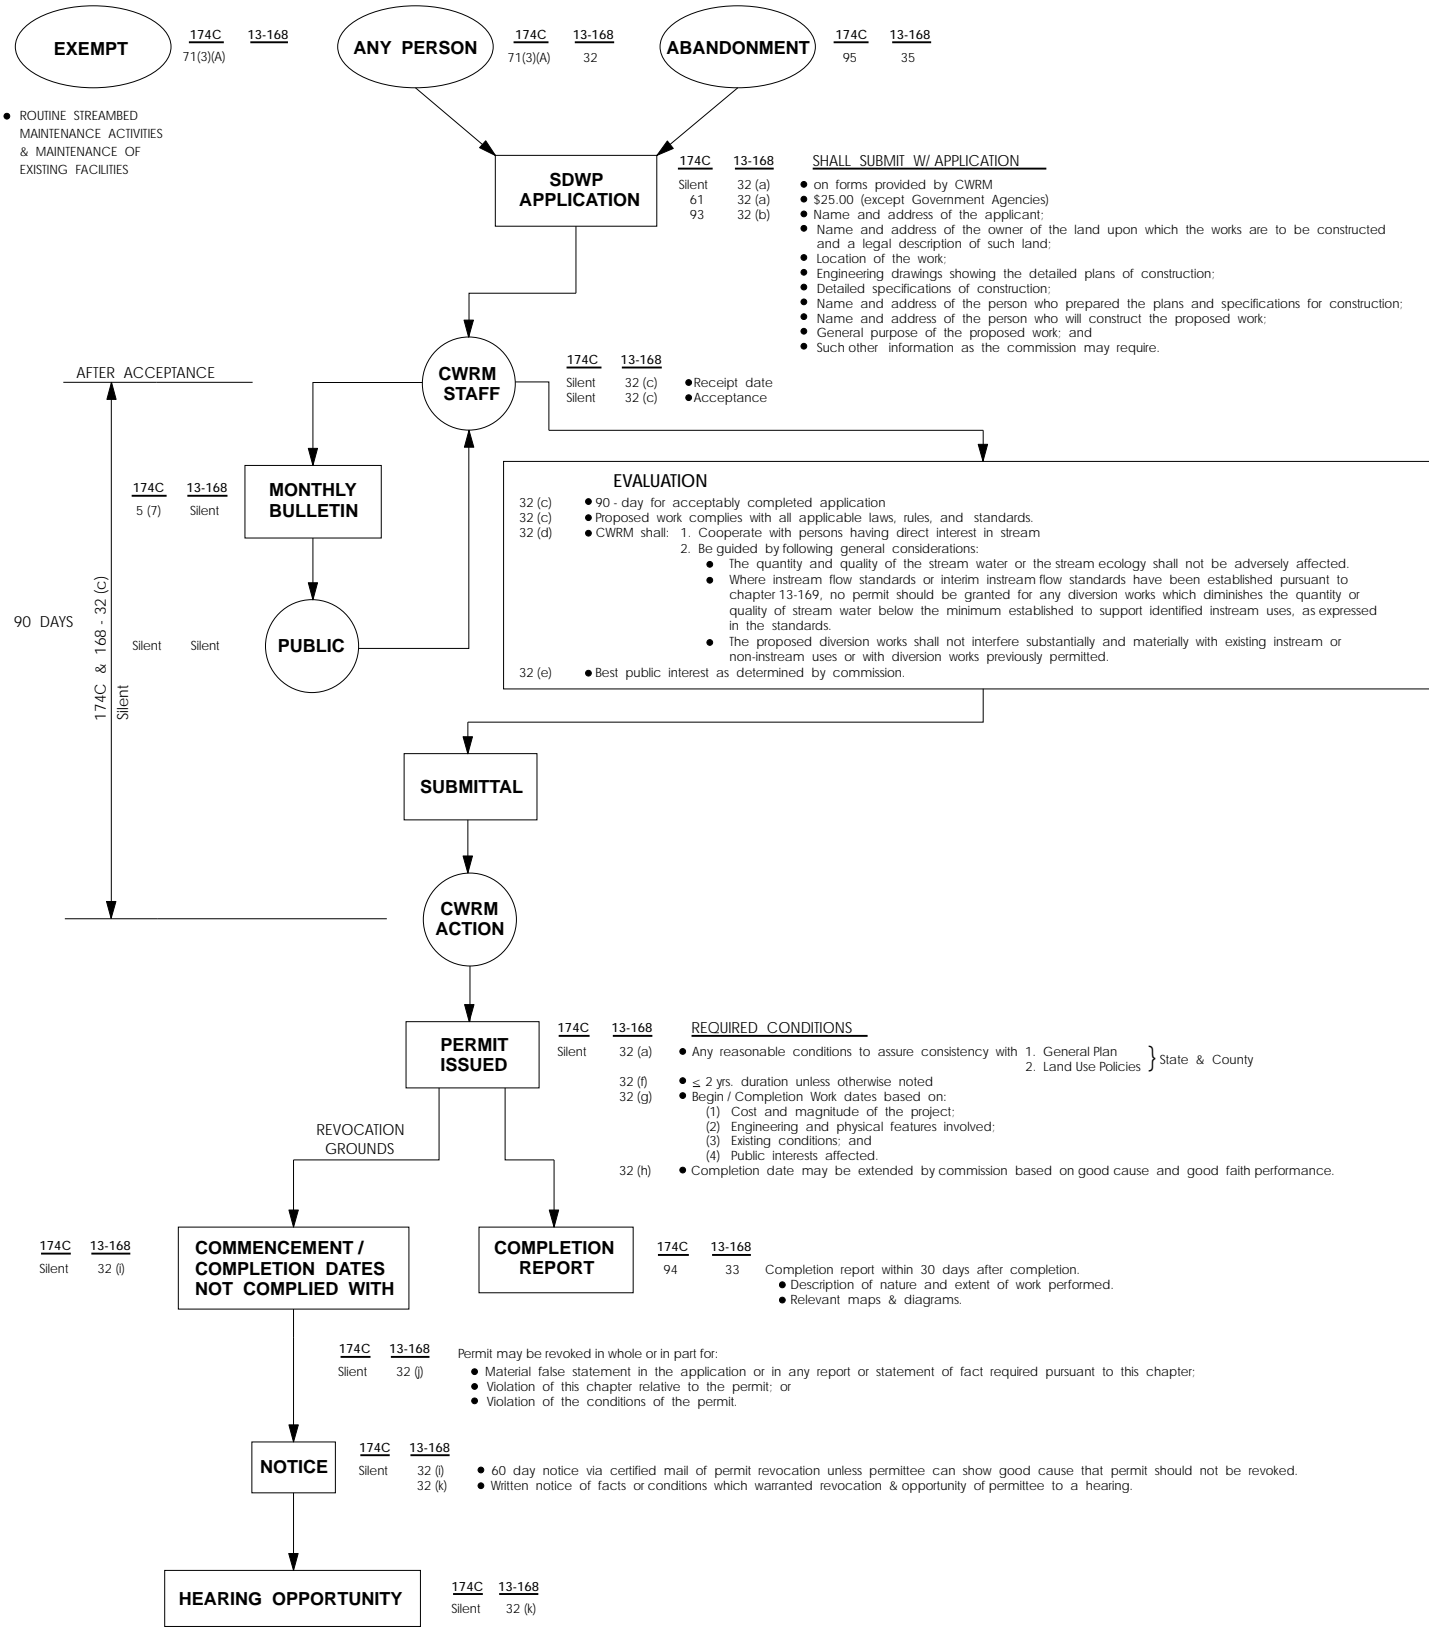 EXEMPT
174C 13-168
71(3)(A)
ANY PERSON
174C 13-168
71(3)(A) 32
ABANDONMENT
174C 13-168
95 35
● ROUTINE STREAMBED
MAINTENANCE ACTIVITIES
& MAINTENANCE OF
EXISTING FACILITIES
SDWP
APPLICATION
174C 13-168 SHALL SUBMIT W/ APPLICATION
Silent 32 (a) ● on forms provided by CWRM
61 32 (a) ● $25.00 (except Government Agencies)
93 32 (b) ● Name and address of the applicant;
● Name and address of the owner of the land upon which the works are to be constructed
and a legal description of such land;
● Location of the work;
● Engineering drawings showing the detailed plans of construction;
● Detailed specifications of construction;
● Name and address of the person who prepared the plans and specifications for construction;
● Name and address of the person who will construct the proposed work;
● General purpose of the proposed work; and
● Such other information as the commission may require.
AFTER ACCEPTANCE
CWRM
STAFF
174C 13-168
Silent 32 (c) ● Receipt date
Silent 32 (c) ● Acceptance
174C 13-168
5 (7) Silent
MONTHLY
BULLETIN
EVALUATION
32 (c) ● 90 - day for acceptably completed application
32 (c) ● Proposed work complies with all applicable laws, rules, and standards.
32 (d) ● CWRM shall: 1. Cooperate with persons having direct interest in stream
2. Be guided by following general considerations:
● The quantity and quality of the stream water or the stream ecology shall not be adversely affected.
● Where instream flow standards or interim instream flow standards have been established pursuant to
chapter 13-169, no permit should be granted for any diversion works which diminishes the quantity or
quality of stream water below the minimum established to support identified instream uses, as expressed
in the standards.
● The proposed diversion works shall not interfere substantially and materially with existing instream or
non-instream uses or with diversion works previously permitted.
32 (e) ● Best public interest as determined by commission.
90 DAYS
174C & 168 - 32 (c)
Silent
Silent Silent
PUBLIC
SUBMITTAL
CWRM
ACTION
PERMIT
ISSUED
174C 13-168 REQUIRED CONDITIONS
Silent 32 (a) ● Any reasonable conditions to assure consistency with 1. General Plan
2. Land Use Policies } State & County
32 (f) ● ≤ 2 yrs. duration unless otherwise noted
32 (g) ● Begin / Completion Work dates based on:
(1) Cost and magnitude of the project;
(2) Engineering and physical features involved;
(3) Existing conditions; and
(4) Public interests affected.
32 (h) ● Completion date may be extended by commission based on good cause and good faith performance.
REVOCATION
GROUNDS
174C 13-168
Silent 32 (i)
COMMENCEMENT /
COMPLETION DATES
NOT COMPLIED WITH
COMPLETION
REPORT
174C 13-168
94 33 Completion report within 30 days after completion.
● Description of nature and extent of work performed.
● Relevant maps & diagrams.
174C 13-168 Permit may be revoked in whole or in part for:
Slient 32 (j) ● Material false statement in the application or in any report or statement of fact required pursuant to this chapter;
● Violation of this chapter relative to the permit; or
● Violation of the conditions of the permit.
NOTICE
174C 13-168
Silent 32 (i) ● 60 day notice via certified mail of permit revocation unless permittee can show good cause that permit should not be revoked.
32 (k) ● Written notice of facts or conditions which warranted revocation & opportunity of permittee to a hearing.
HEARING OPPORTUNITY
174C 13-168
Silent 32 (k)